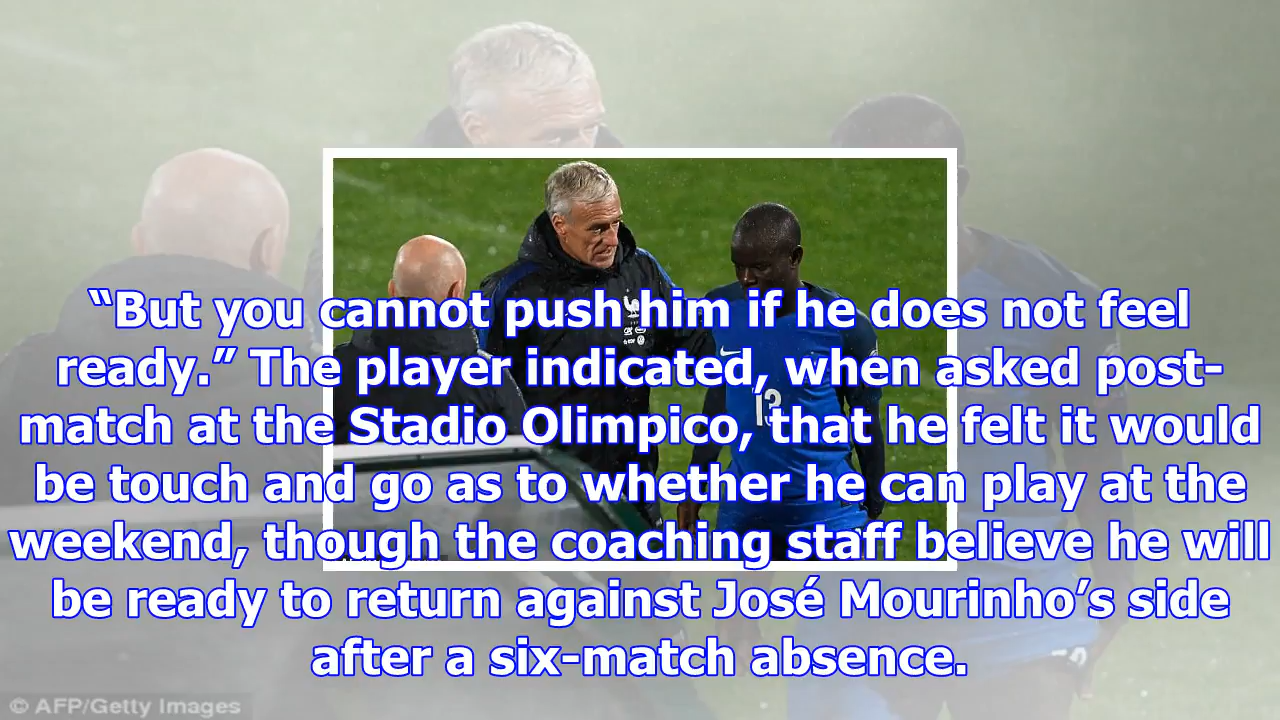 “But you cannot push him if he does not feel
ready.” The player indicated, when asked post-
match at the Stadio Olimpico, that he felt it would
be touch and go as to whether he can play at the
weekend, though the coaching staff believe he will
be ready to return against José Mourinho’s side
after a six-match absence.
13
© AFP/Getty Images